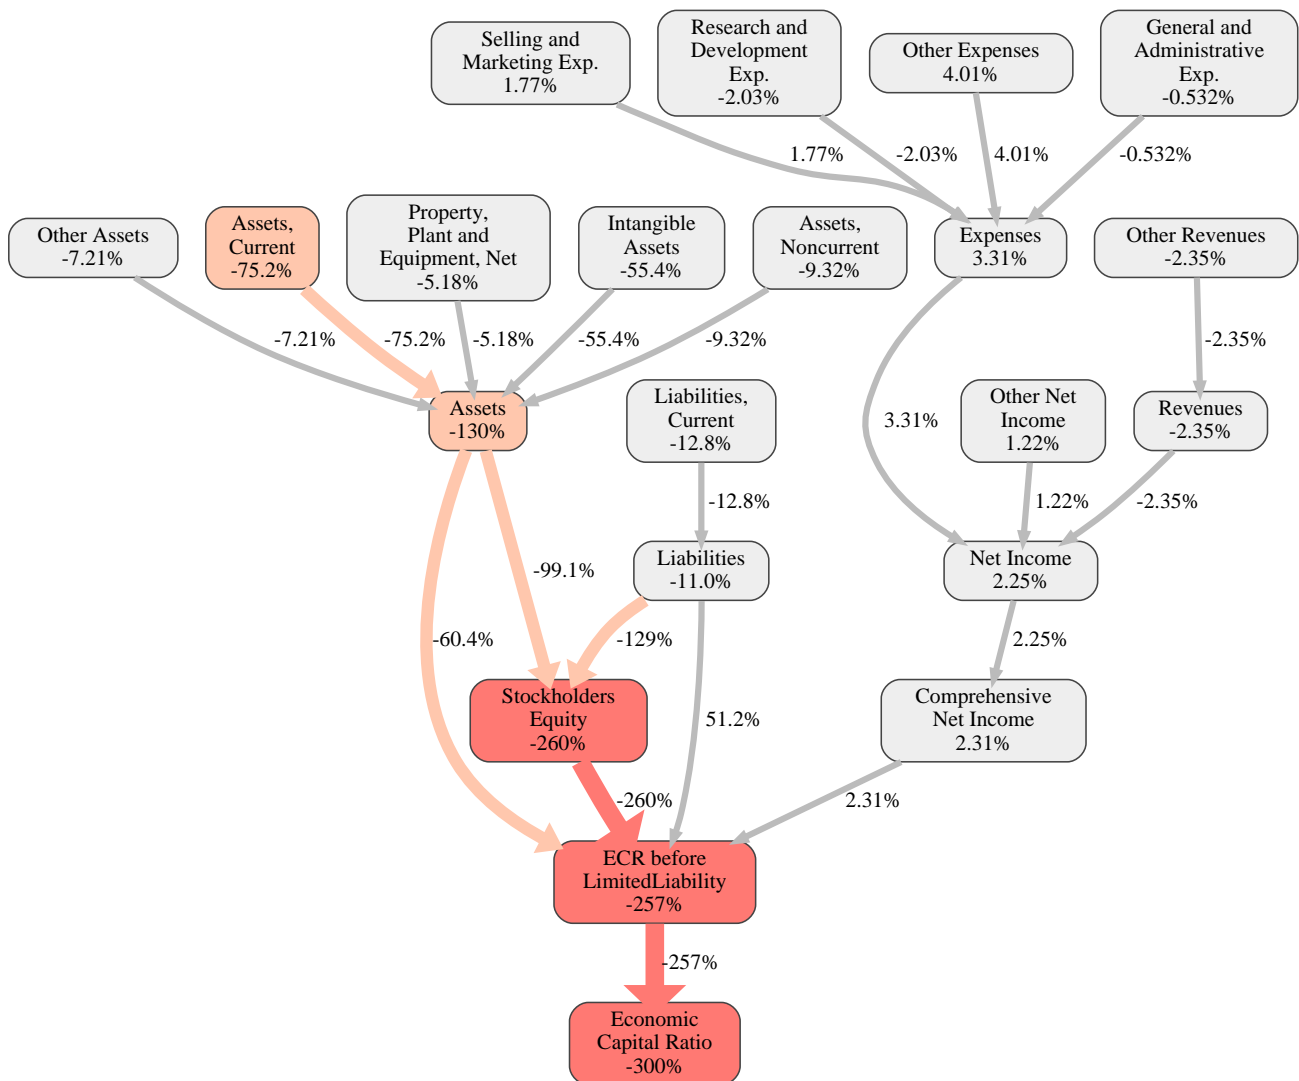 Selling and
Marketing Exp.
1.77%
Research and
Development
Exp.
-2.03%
Other Expenses
4.01%
General and
Administrative
Exp.
-0.532%
1.77%
-2.03%
4.01%
-0.532%
Other Assets
-7.21%
Assets,
Current
-75.2%
Property,
Plant and
Equipment, Net
-5.18%
Intangible
Assets
-55.4%
Assets,
Noncurrent
-9.32%
Expenses
3.31%
Other Revenues
-2.35%
-7.21%
-75.2%
-5.18%
-55.4%
-9.32%
-2.35%
Assets
-130%
Liabilities,
Current
-12.8%
3.31%
Other Net
Income
1.22%
Revenues
-2.35%
-12.8%
1.22%
-2.35%
-99.1%
Liabilities
-11.0%
Net Income
2.25%
-60.4%
-129%
2.25%
Stockholders
Equity
-260%
51.2%
Comprehensive
Net Income
2.31%
-260%
2.31%
ECR before
LimitedLiability
-257%
-257%
Economic
Capital Ratio
-300%